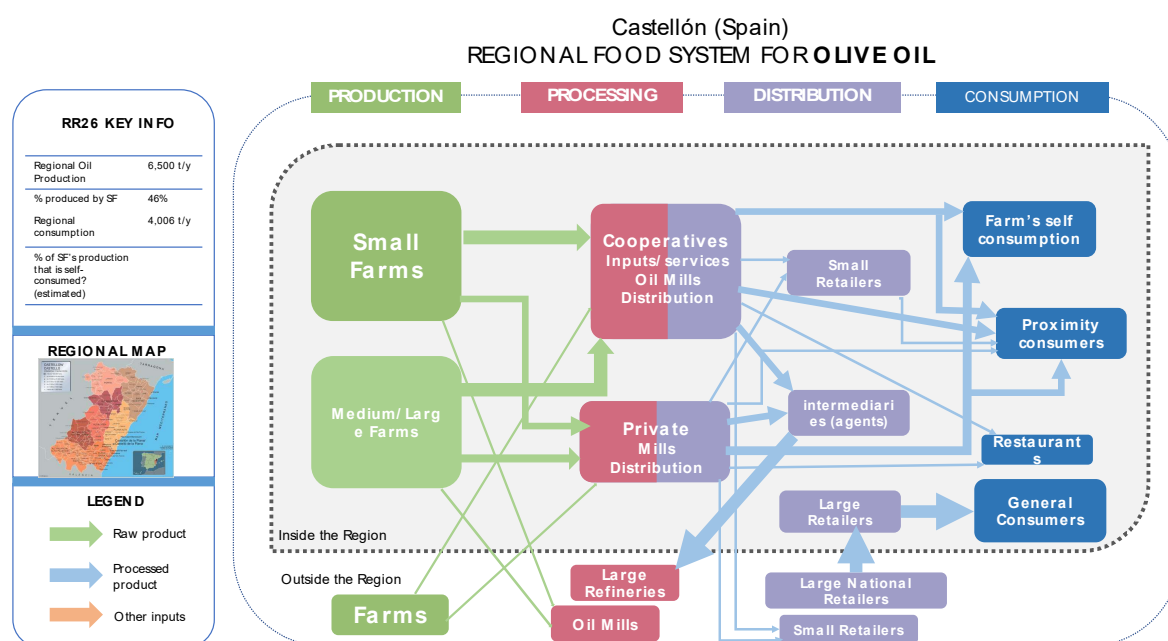 Castellón (Spain)
REGIONAL FOOD SYSTEM FOR OLIVE OIL
PRODUCTION
PROCESSING
DISTRIBUTION
CONSUMPTION
RR26 KEY INFO
Regional Oil
Production
6,500 t/y
% produced by SF
46%
Regional
consumption
4,006 t/y
% of SF's production
that is self-
consumed?
(estimated)
REGIONAL MAP
LEGEND
Raw product
Processed
product
Other inputs
Small
Farms
Medium/ Larg
e Farms
Cooperatives
Inputs/ services
Oil Mills
Distribution
Private
Mills
Distribution
Small
Retailers
intermediari
es (agents)
Large
Retailers
Farm's self
consumption
Proximity
consumers
Restaurant
s
General
Consumers
Inside the Region
Outside the Region
Farms
Large
Refineries
Oil Mills
Large National
Retailers
Small Retailers